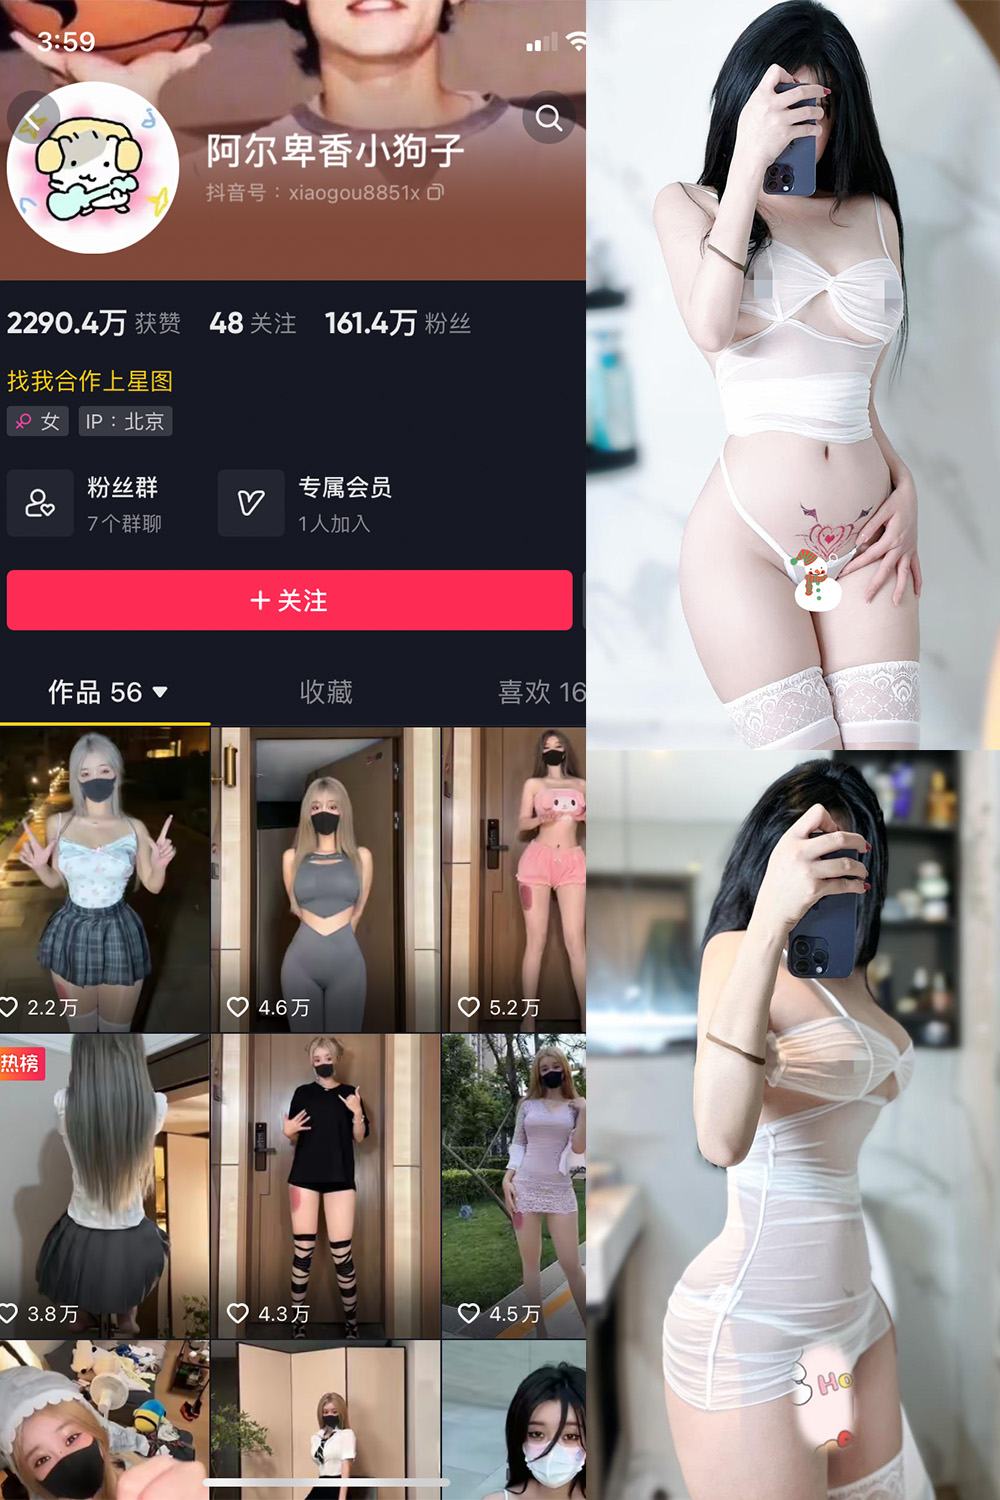 3:59
阿尔卑香小狗子
抖音号：xiaogou8851x
2290.4万 获赞 48 关注 161.4万 粉丝
找我合作上星图
女 IP：北京
粉丝群 专属会员
7个群聊 1人加入
+ 关注
作品 56 收藏 喜欢 16
2.2万 4.6万 5.2万
热榜
3.8万 4.3万 4.5万
Ho